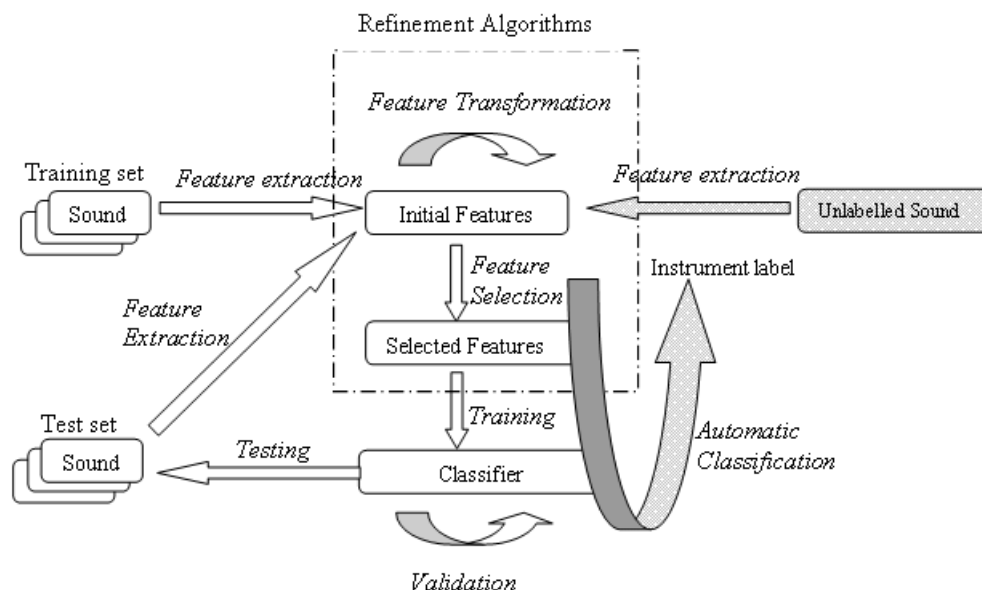 Refinement Algorithms
Feature Transformation
Training set
Feature extraction
Feature extraction
Sound
Initial Features
Unlabelled Sound
Feature
Selection
Instrument label
Feature
Extraction
Selected Features
Training
Test set
Testing
Automatic
Classification
Sound
Classifier
Validation